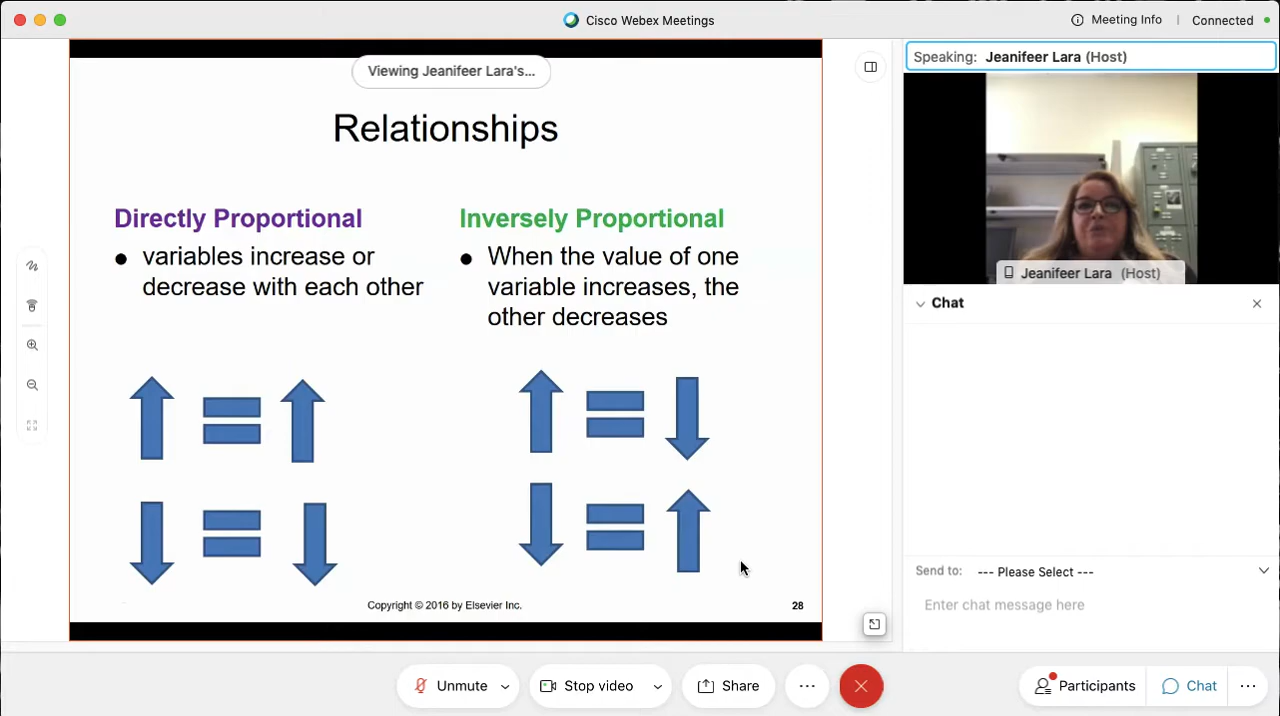 Cisco Webex Meetings
Meeting Info
Connected
Viewing Jeanifeer Lara's...
Relationships
Directly Proportional
● variables increase or
decrease with each other
Inversely Proportional
● When the value of one
variable increases, the
other decreases
Copyright © 2016 by Elsevier Inc.
28
Speaking: Jeanifeer Lara (Host)
Jeanifeer Lara (Host)
Chat
Send to: --- Please Select ---
Enter chat message here
Unmute
Stop video
Share
Participants
Chat